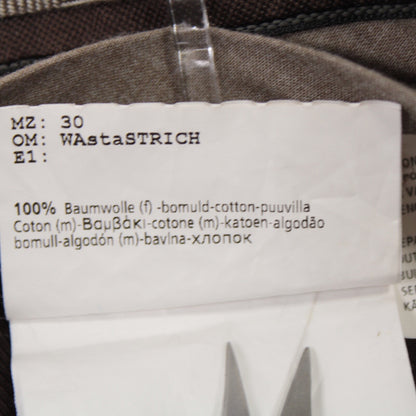 MZ: 30
OM: WAstaSTRICH
E1:
100% Baumwolle (f) -bomuld-cotton-puuvilla
Coton (m)-Βαμβάκι-cotone (m)-katoen-algodão
bomull-algodón (m)-bavlna-хлопок
M